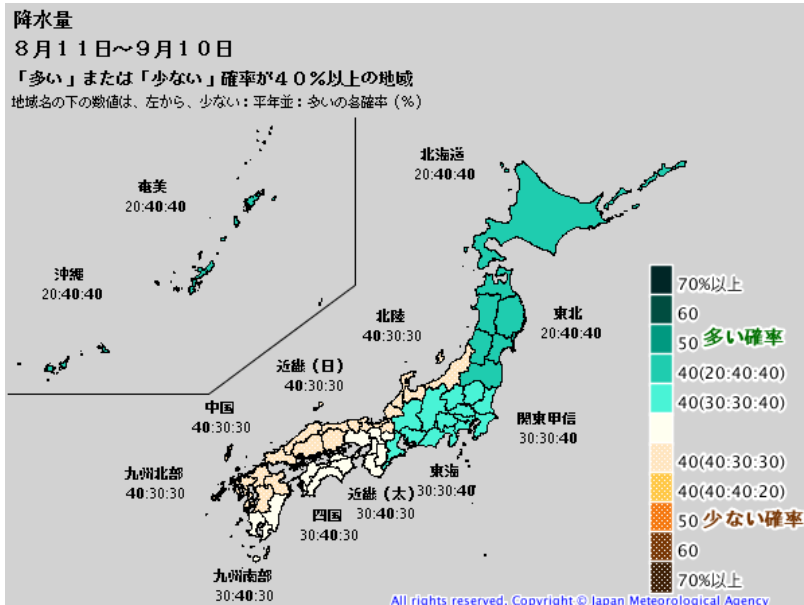 降水量
8月11日~9月10日
「多い」または「少ない」確率が40%以上の地域
地域名の下の数値は、左から、少ない:平年並:多いの各確率(%)
北海道
20:40:40
奄美
20:40:40
沖縄
20:40:40
北陸
40:30:30
東北
20:40:40
近畿(日)
40:30:30
中国
40:30:30
関東甲信
30:30:40
九州北部
40:30:30
東海
30:30:40
近畿(太)
30:40:30
四国
30:40:30
九州南部
30:40:30
70%以上
60
50 多い確率
40(20:40:40)
40(30:30:40)
40(40:30:30)
40(40:40:20)
50 少ない確率
60
70%以上
All rights reserved. Copyright © Japan Meteorological Agency